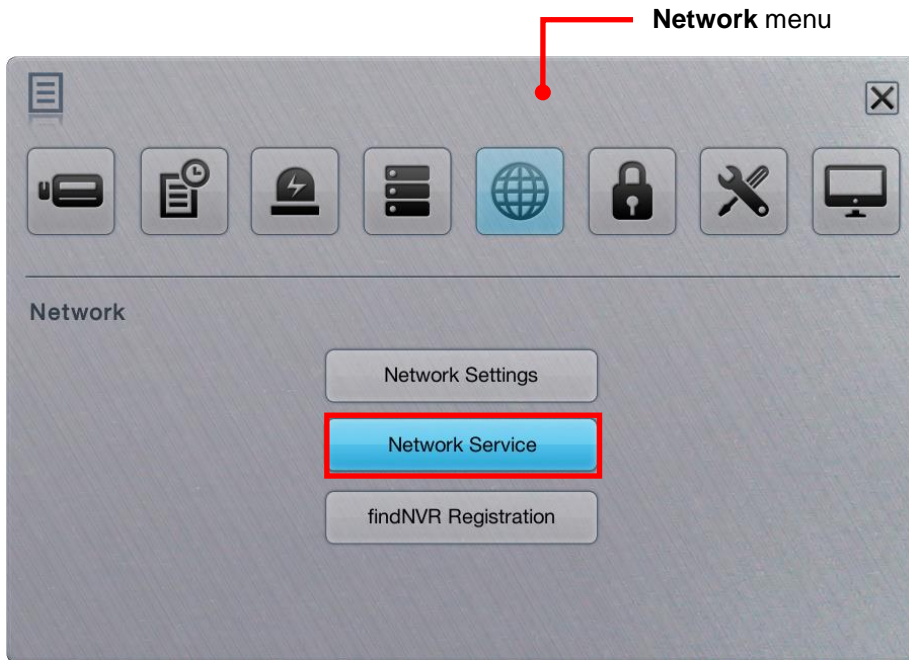 Network menu
Network
Network Settings
Network Service
findNVR Registration